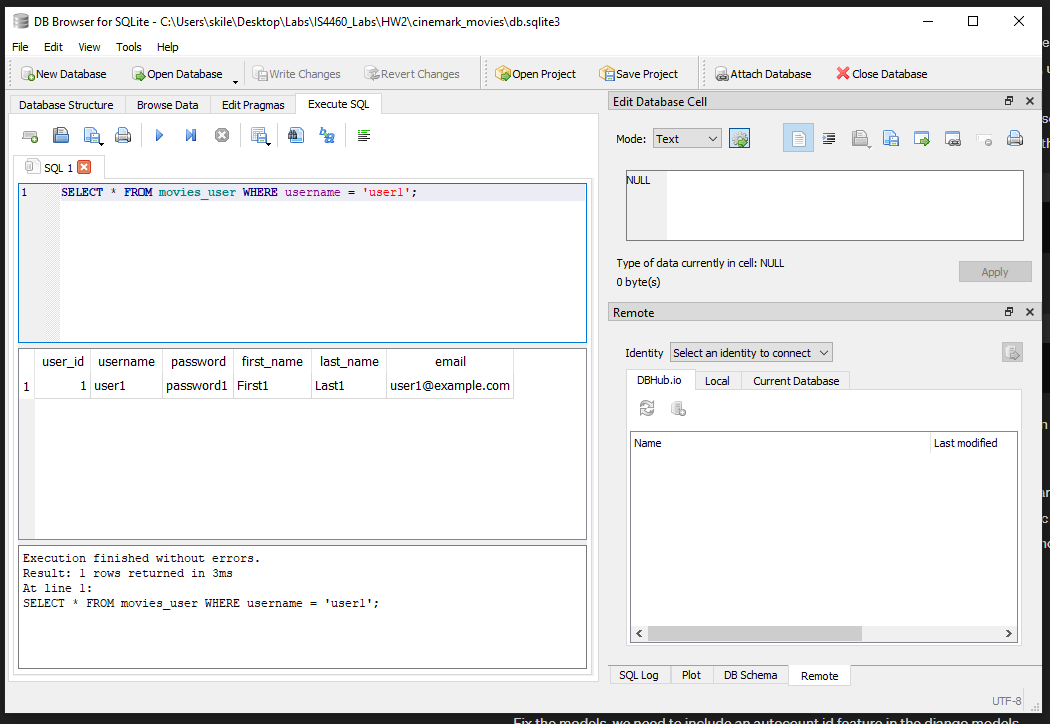 DB Browser for SQLite - C:\Users\skile\Desktop\Labs\IS4460_Labs\HW2\cinemark_movies\db.sqlite3
File Edit View Tools Help
New Database Open Database Write Changes Revert Changes Open Project Save Project Attach Database Close Database
Database Structure Browse Data Edit Pragmas Execute SQL
SQL 1
1 SELECT * FROM movies_user WHERE username = 'user1';
user_id username password first_name last_name email
1 1 user1 password1 First1 Last1 user1@example.com
Execution finished without errors.
Result: 1 rows returned in 3ms
At line 1:
SELECT * FROM movies_user WHERE username = 'user1';
Edit Database Cell
Mode: Text
NULL
Type of data currently in cell: NULL
0 byte(s)
Apply
Remote
Identity Select an identity to connect
DBHub.io Local Current Database
Name Last modified
SQL Log Plot DB Schema Remote
UTF-8
Fix the models, we need to include an autocount id feature in the django models